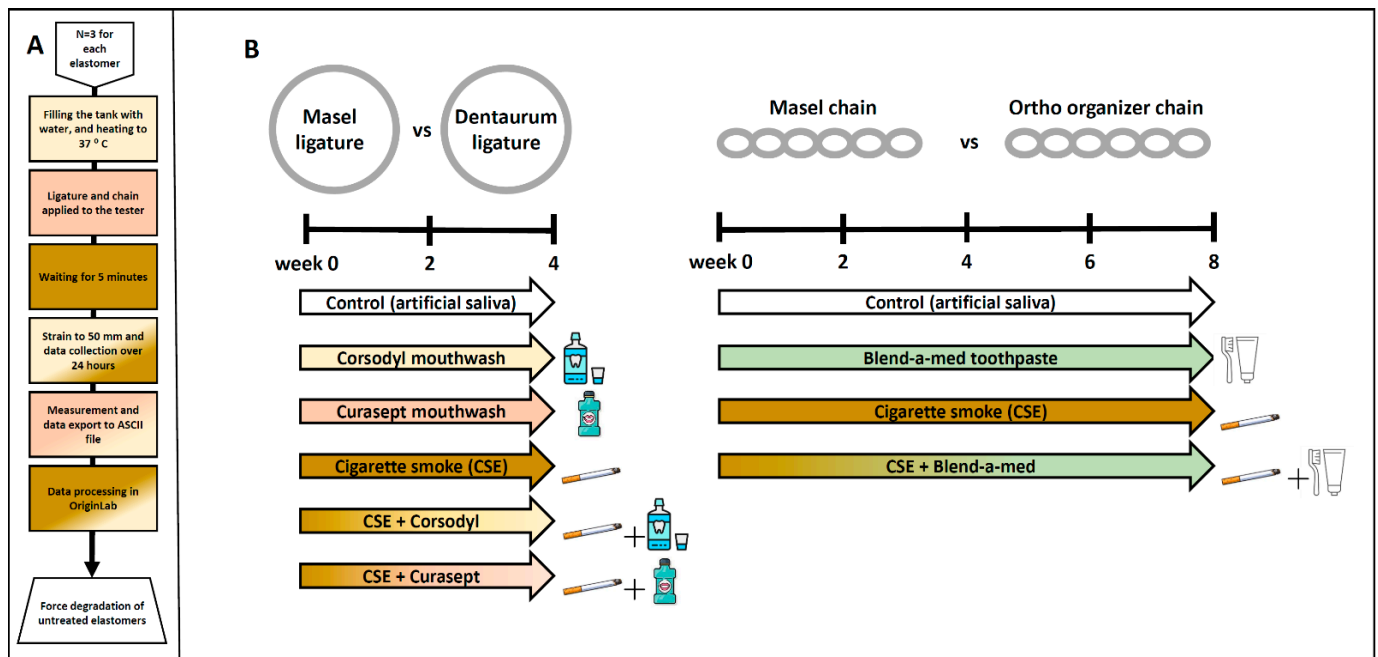 A
N=3 for
each
elastomer
Filling the tank with
water, and heating to
37 ⁰ C
Ligature and chain
applied to the tester
Waiting for 5 minutes
Strain to 50 mm and
data collection over
24 hours
Measurement and
data export to ASCII
file
Data processing in
OriginLab
Force degradation of
untreated elastomers
B
Masel
ligature
vs
Dentaurum
ligature
week 0 2 4
Control (artificial saliva)
Corsodyl mouthwash
Curasept mouthwash
Cigarette smoke (CSE)
CSE + Corsodyl
+
CSE + Curasept
+
Masel chain
vs
Ortho organizer chain
week 0 2 4 6 8
Control (artificial saliva)
Blend-a-med toothpaste
Cigarette smoke (CSE)
CSE + Blend-a-med
+